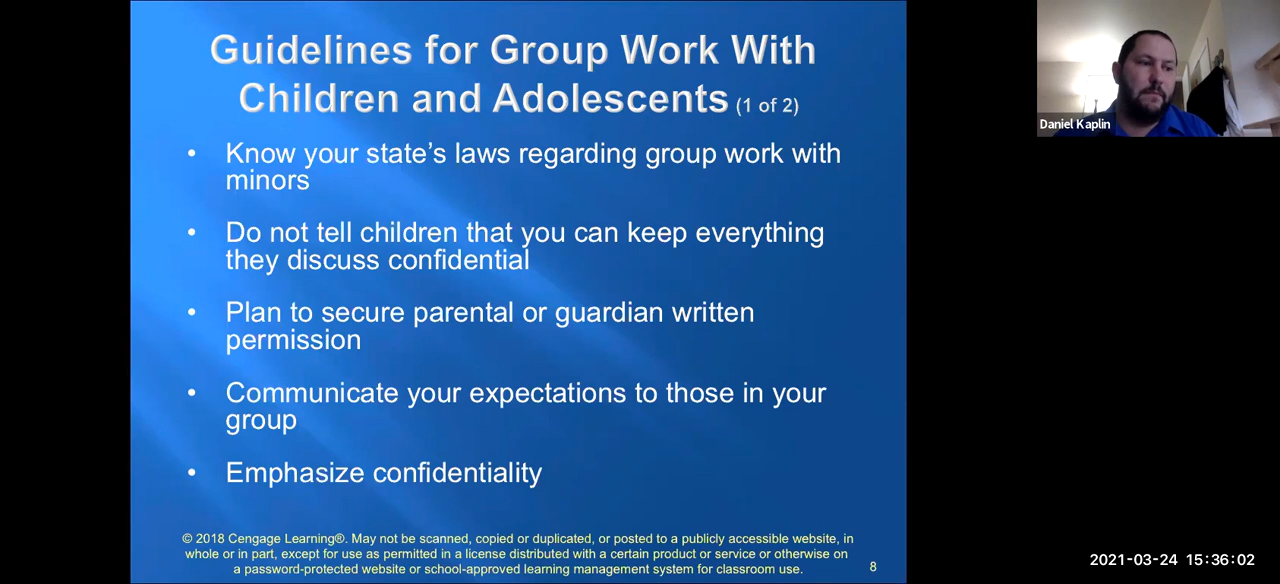 Guidelines for Group Work With
Children and Adolescents (1 of 2)
• Know your state’s laws regarding group work with
minors
• Do not tell children that you can keep everything
they discuss confidential
• Plan to secure parental or guardian written
permission
• Communicate your expectations to those in your
group
• Emphasize confidentiality
© 2018 Cengage Learning®. May not be scanned, copied or duplicated, or posted to a publicly accessible website, in
whole or in part, except for use as permitted in a license distributed with a certain product or service or otherwise on
a password-protected website or school-approved learning management system for classroom use.
8
Daniel Kaplin
2021-03-24 15:36:02